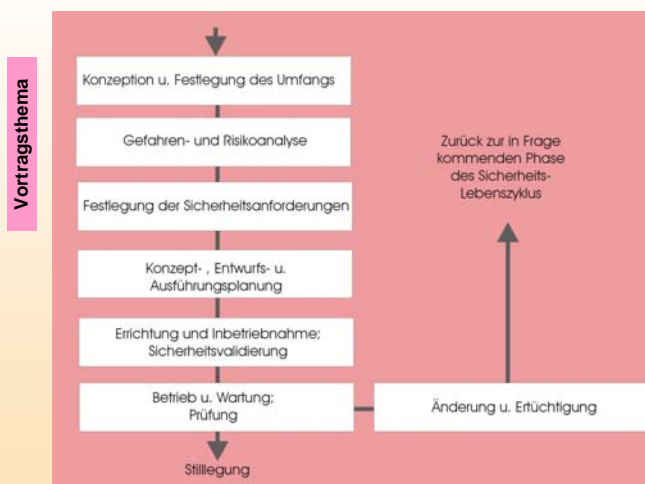 Vortragsthema
Konzeption u. Festlegung des Umfangs
Gefahren- und Risikoanalyse
Festlegung der Sicherheitsanforderungen
Konzept- , Entwurfs- u.
Ausführungsplanung
Errichtung und Inbetriebnahme;
Sicherheitsvalidierung
Betrieb u. Wartung;
Prüfung
Stilllegung
Änderung u. Ertüchtigung
Zurück zur in Frage
kommenden Phase
des Sicherheits-
Lebenszyklus